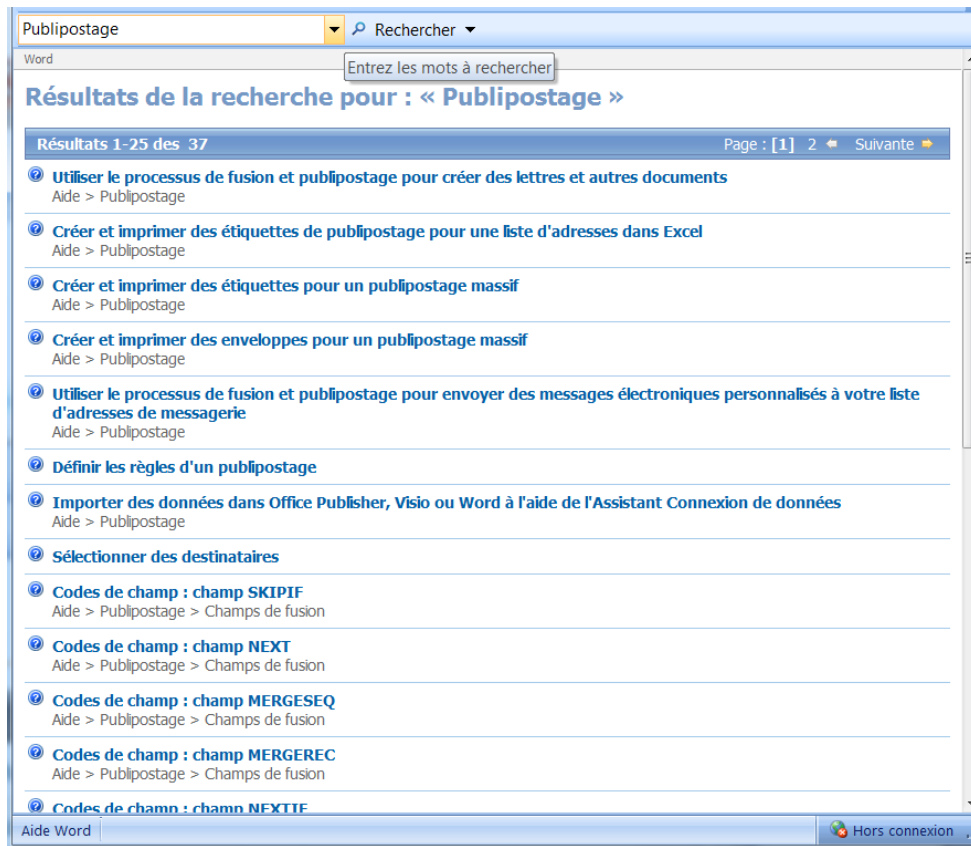 Publipostage
Rechercher
Word
Entrez les mots à rechercher
Résultats de la recherche pour : « Publipostage »
Résultats 1-25 des 37 Page : [1] 2 Suivante
Utiliser le processus de fusion et publipostage pour créer des lettres et autres documents
Aide > Publipostage
Créer et imprimer des étiquettes de publipostage pour une liste d'adresses dans Excel
Aide > Publipostage
Créer et imprimer des étiquettes pour un publipostage massif
Aide > Publipostage
Créer et imprimer des enveloppes pour un publipostage massif
Aide > Publipostage
Utiliser le processus de fusion et publipostage pour envoyer des messages électroniques personnalisés à votre liste
d'adresses de messagerie
Aide > Publipostage
Définir les règles d'un publipostage
Importer des données dans Office Publisher, Visio ou Word à l'aide de l'Assistant Connexion de données
Aide > Publipostage
Sélectionner des destinataires
Codes de champ : champ SKIPIF
Aide > Publipostage > Champs de fusion
Codes de champ : champ NEXT
Aide > Publipostage > Champs de fusion
Codes de champ : champ MERGESEQ
Aide > Publipostage > Champs de fusion
Codes de champ : champ MERGEREC
Aide > Publipostage > Champs de fusion
Codes de champ : champ NEXTIF
Aide Word
Hors connexion